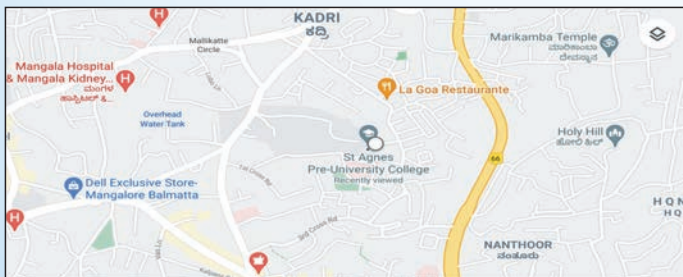 KADRI
ಕದ್ರಿ
Mallikatte
Circle
Marikamba Temple
ಮಾರಿಕಾಂಬಾ
ದೇವಸ್ಥಾನ
Mangala Hospital
& Mangala Kidney...
ಮಂಗಳ
ಹಾಸ್ಪಿಟಲ್ &...
H
La Goa Restaurante
Overhead
Water Tank
Holy Hill
ಹೋಲಿ ಹಿಲ್
St Agnes
Pre-University College
Recently viewed
66
1st Cross Rd
Dell Exclusive Store-
Mangalore Balmatta
H
H
3rd Cross Rd
NANTHOOR
ನಂತೂರು
H Q N
H Q